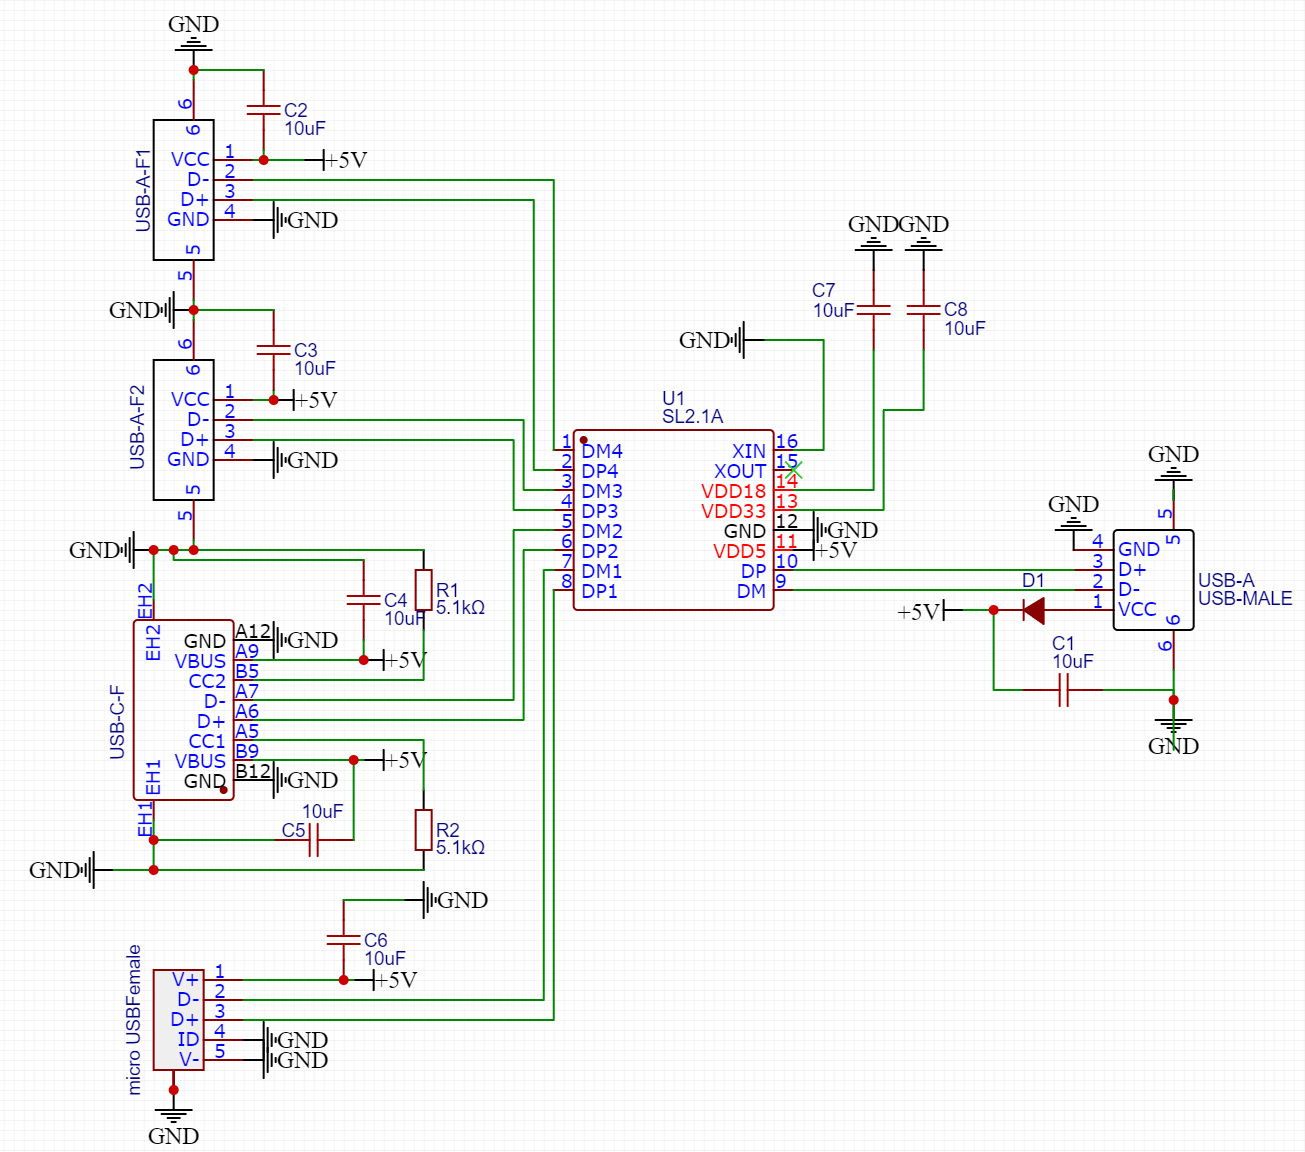 GND
6
6
C2
10uF
USB-A-F1
VCC 1 +5V
D- 2
D+ 3
GND 4 GND
5
5
GND
6
6
C3
10uF
USB-A-F2
VCC 1 +5V
D- 2
D+ 3
GND 4 GND
5
5
GND
EH2
EH2
C4
10uF
R1
5.1kΩ
USB-C-F
GND A12 GND
VBUS A9 +5V
CC2 B5
D- A7
D+ A6
CC1 A5
VBUS B9 +5V
GND B12 GND
EH1
EH1
10uF
C5
R2
5.1kΩ
GND
GND
C6
10uF
micro USBFemale
V+ 1 +5V
D- 2
D+ 3
ID 4 GND
V- 5 GND
GND
GND GND
C7
10uF
C8
10uF
GND
U1
SL2.1A
1 DM4 XIN 16
2 DP4 XOUT 15
3 DM3 VDD18 14
4 DP3 VDD33 13
5 DM2 GND 12 GND
6 DP2 VDD5 11 +5V
7 DM1 DP 10
8 DP1 DM 9
GND
5
5
GND
4 GND
3 D+
2 D-
1 VCC
USB-A
USB-MALE
D1
+5V
6
6
C1
10uF
GND